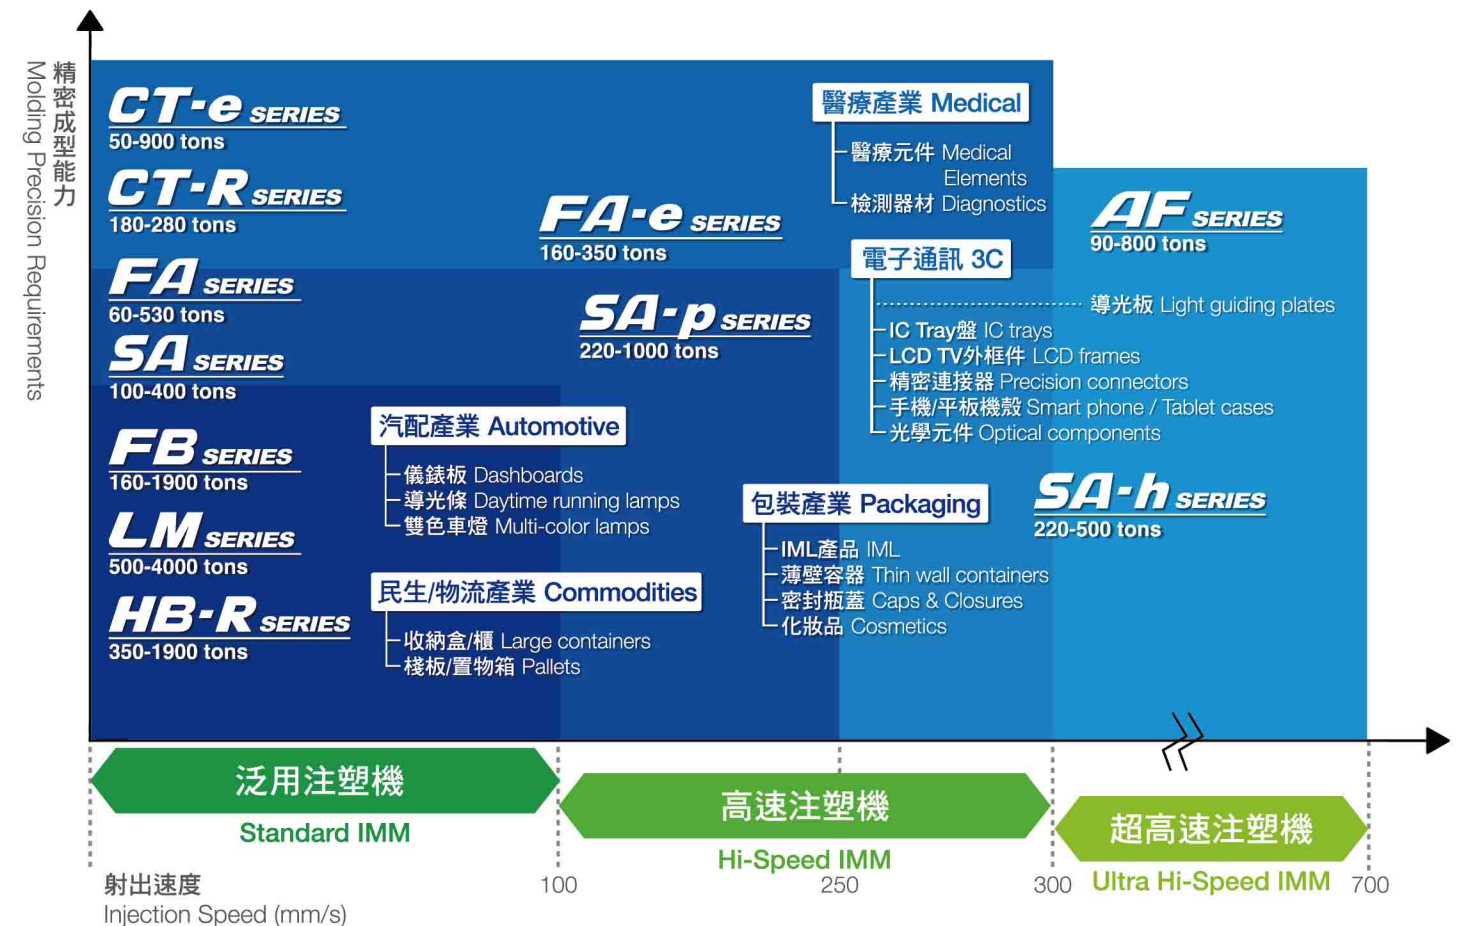 精密成型能力
Molding Precision Requirements
CT-e SERIES
50-900 tons
CT-R SERIES
180-280 tons
FA SERIES
60-530 tons
SA SERIES
100-400 tons
FB SERIES
160-1900 tons
LM SERIES
500-4000 tons
HB-R SERIES
350-1900 tons
FA-e SERIES
160-350 tons
SA-p SERIES
220-1000 tons
汽配產業 Automotive
儀錶板 Dashboards
導光條 Daytime running lamps
雙色車燈 Multi-color lamps
民生/物流產業 Commodities
收納盒/櫃 Large containers
棧板/置物箱 Pallets
醫療產業 Medical
醫療元件 Medical
Elements
檢測器材 Diagnostics
電子通訊 3C
導光板 Light guiding plates
IC Tray盤 IC trays
LCD TV外框件 LCD frames
精密連接器 Precision connectors
手機/平板機殼 Smart phone / Tablet cases
光學元件 Optical components
包裝產業 Packaging
IML產品 IML
薄壁容器 Thin wall containers
密封瓶蓋 Caps & Closures
化妝品 Cosmetics
AF SERIES
90-800 tons
SA-h SERIES
220-500 tons
泛用注塑機
Standard IMM
高速注塑機
Hi-Speed IMM
超高速注塑機
Ultra Hi-Speed IMM
射出速度
Injection Speed (mm/s)
100
250
300
700